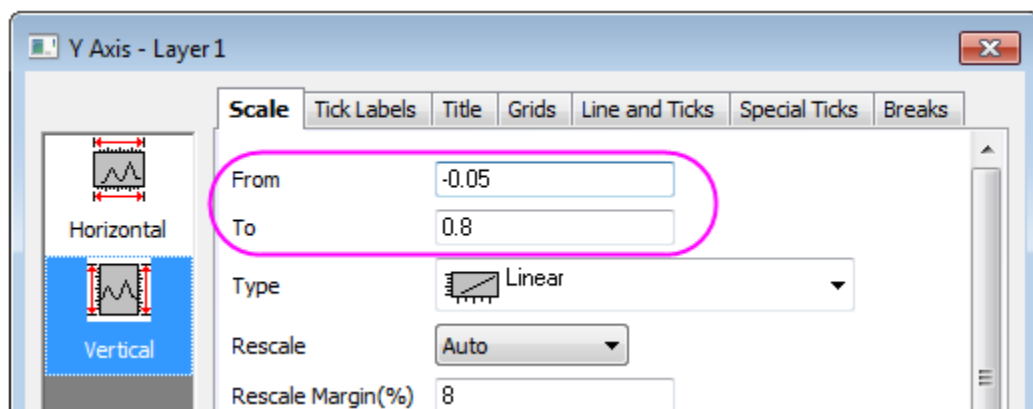 Y Axis - Layer 1
Scale Tick Labels Title Grids Line and Ticks Special Ticks Breaks
From -0.05
Horizontal To 0.8
Type Linear
Vertical Rescale Auto
Rescale Margin(%) 8